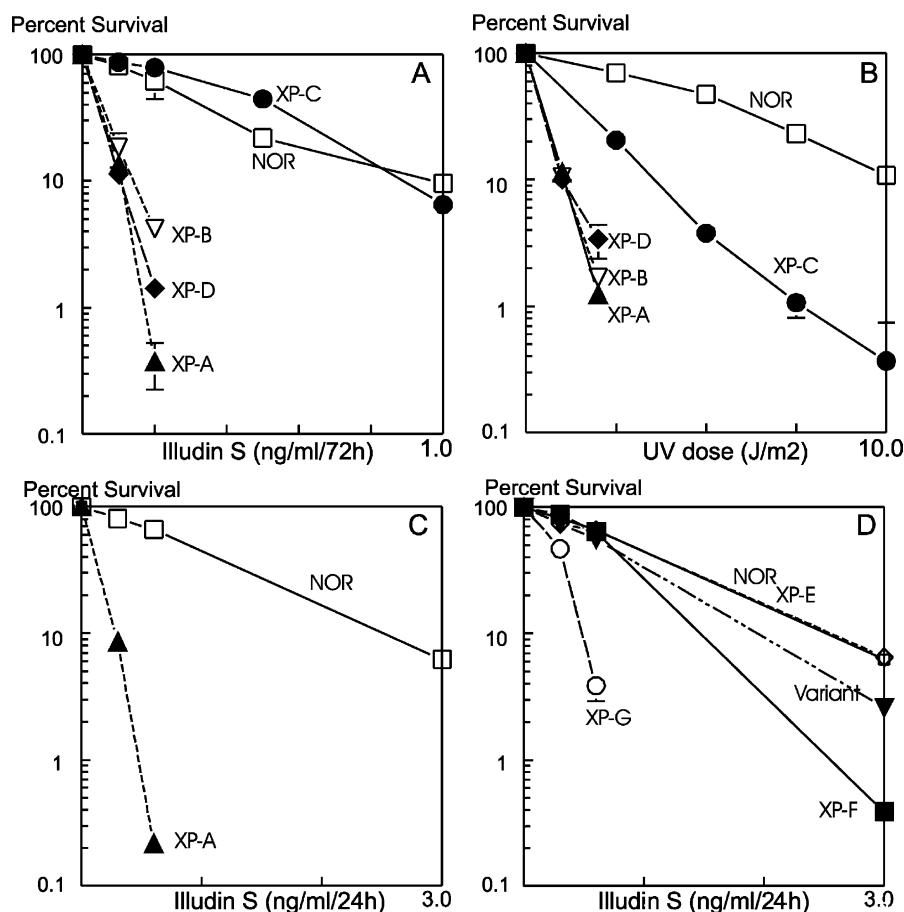 Percent Survival
100
10
1
0.1
A
XP-C
NOR
XP-B
XP-D
XP-A
Illudin S (ng/ml/72h)
1.0
Percent Survival
100
10
1
0.1
B
NOR
XP-D
XP-B
XP-A
XP-C
UV dose (J/m2)
10.0
Percent Survival
100
10
1
0.1
C
NOR
XP-A
Illudin S (ng/ml/24h)
3.0
Percent Survival
100
10
1
0.1
D
NOR
XP-E
Variant
XP-G
XP-F
Illudin S (ng/ml/24h)
3.0